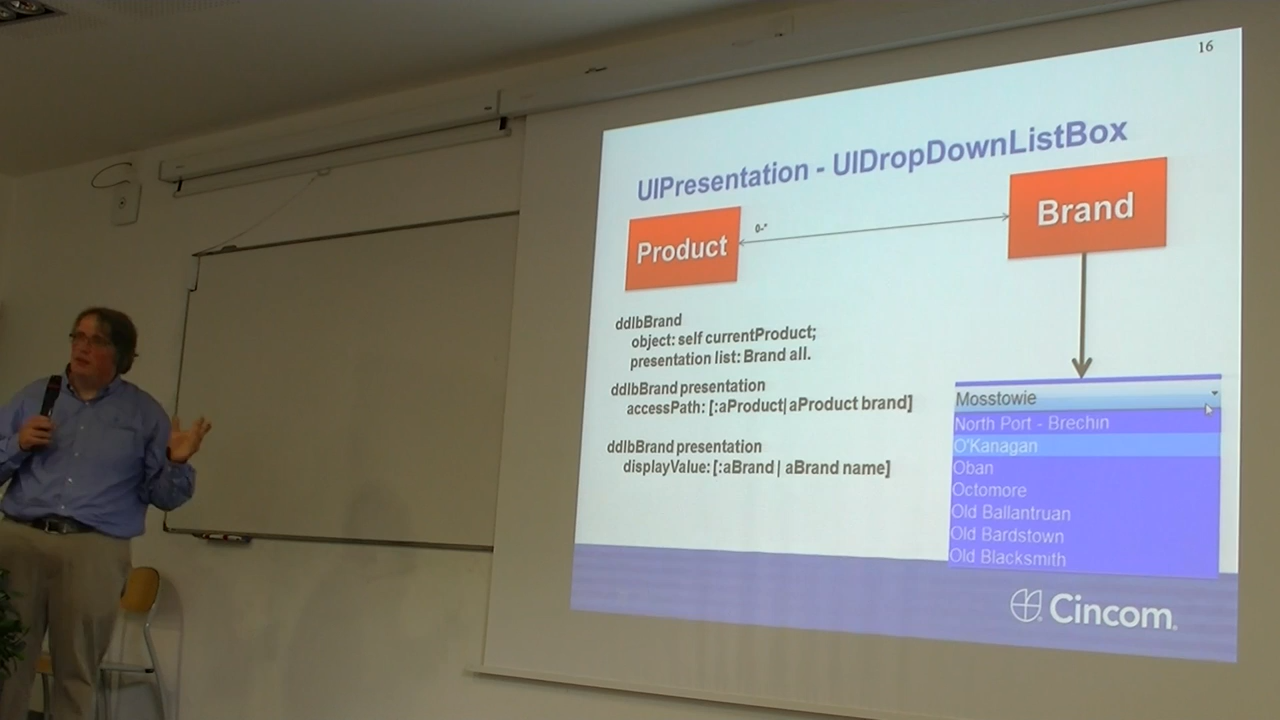 16
UIPresentation - UIDropDownListBox
Product
0-*
Brand
ddlbBrand
object: self currentProduct;
presentation list: Brand all.
ddlbBrand presentation
accessPath: [:aProduct| aProduct brand]
ddlbBrand presentation
displayValue: [:aBrand | aBrand name]
Mosstowie
North Port - Brechin
O'Kanagan
Oban
Octomore
Old Ballantruan
Old Bardstown
Old Blacksmith
Cincom.